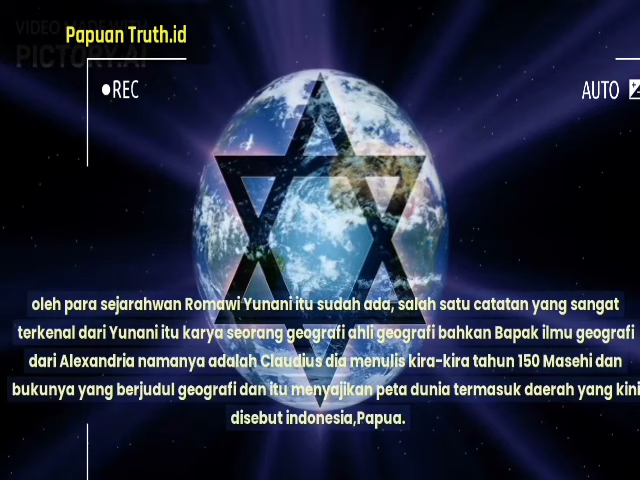 VIDEO MADE WITH
PICTORY.AI
Papuan Truth.id
REC
AUTO
oleh para sejarahwan Romawi Yunani itu sudah ada, salah satu catatan yang sangat
terkenal dari Yunani itu karya seorang geografi ahli geografi bahkan Bapak ilmu geografi
dari Alexandria namanya adalah Claudius dia menulis kira-kira tahun 150 Masehi dan
bukunya yang berjudul geografi dan itu menyajikan peta dunia termasuk daerah yang kini
disebut indonesia,Papua.